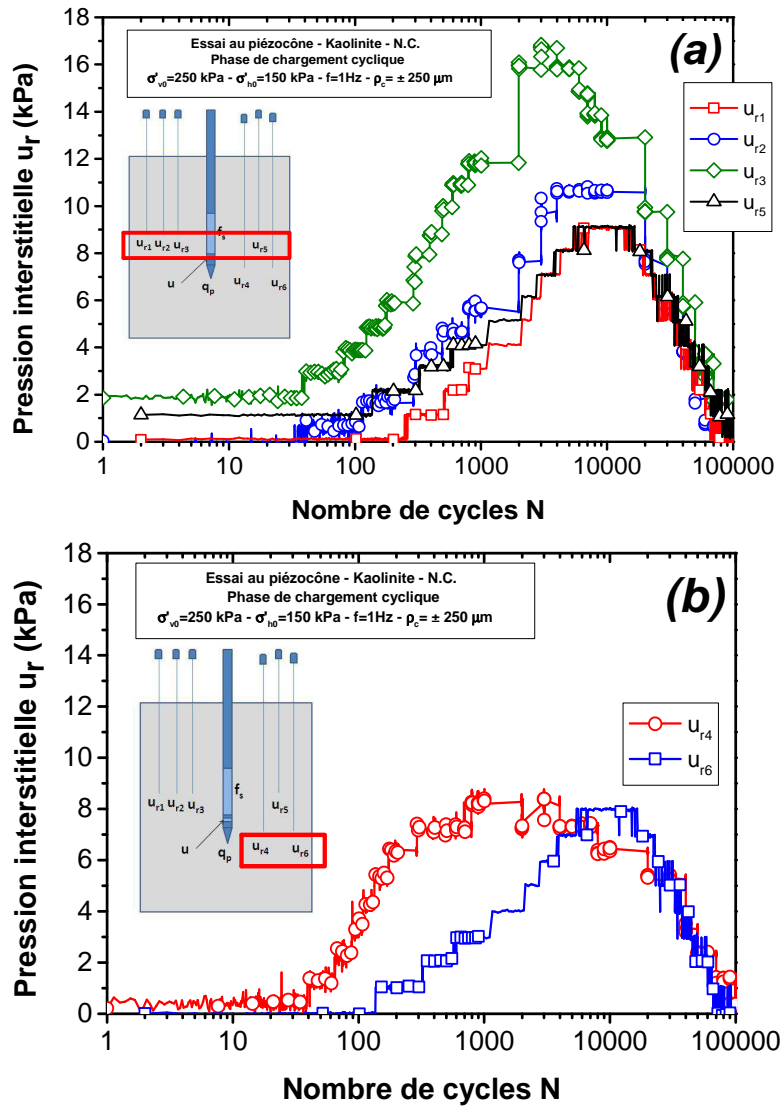 (a)
Essai au piézocône - Kaolinite - N.C.
Phase de chargement cyclique
σ'v0=250 kPa - σ'h0=150 kPa - f=1Hz - ρc= ± 250 µm
ur1
ur2
ur3
ur5
fs
ur1 ur2 ur3 ur5
u qp ur4 ur6
Pression interstitielle ur (kPa)
18
16
14
12
10
8
6
4
2
0
1 10 100 1000 10000 100000
Nombre de cycles N
(b)
Essai au piézocône - Kaolinite - N.C.
Phase de chargement cyclique
σ'v0=250 kPa - σ'h0=150 kPa - f=1Hz - ρc= ± 250 µm
ur4
ur6
fs
ur1 ur2 ur3 ur5
u qp ur4 ur6
Pression interstitielle ur (kPa)
18
16
14
12
10
8
6
4
2
0
1 10 100 1000 10000 100000
Nombre de cycles N